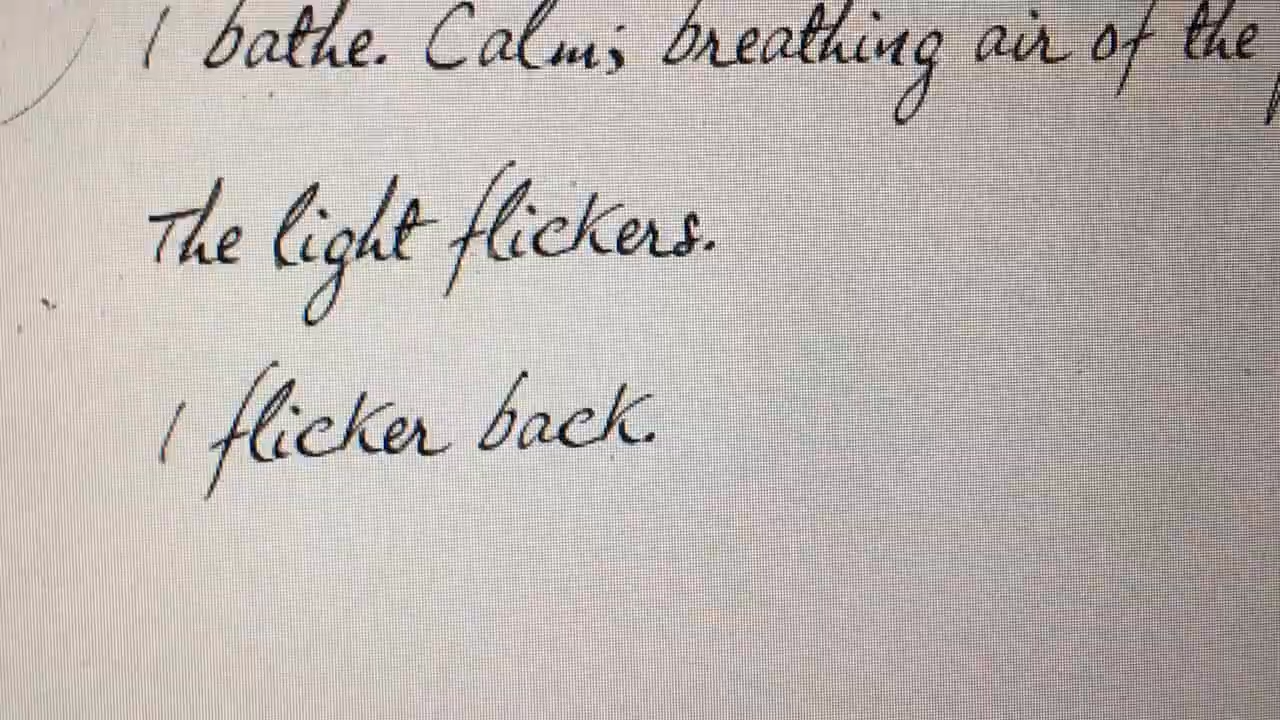 I bathe. Calm; breathing air of the
The light flickers.
I flicker back.